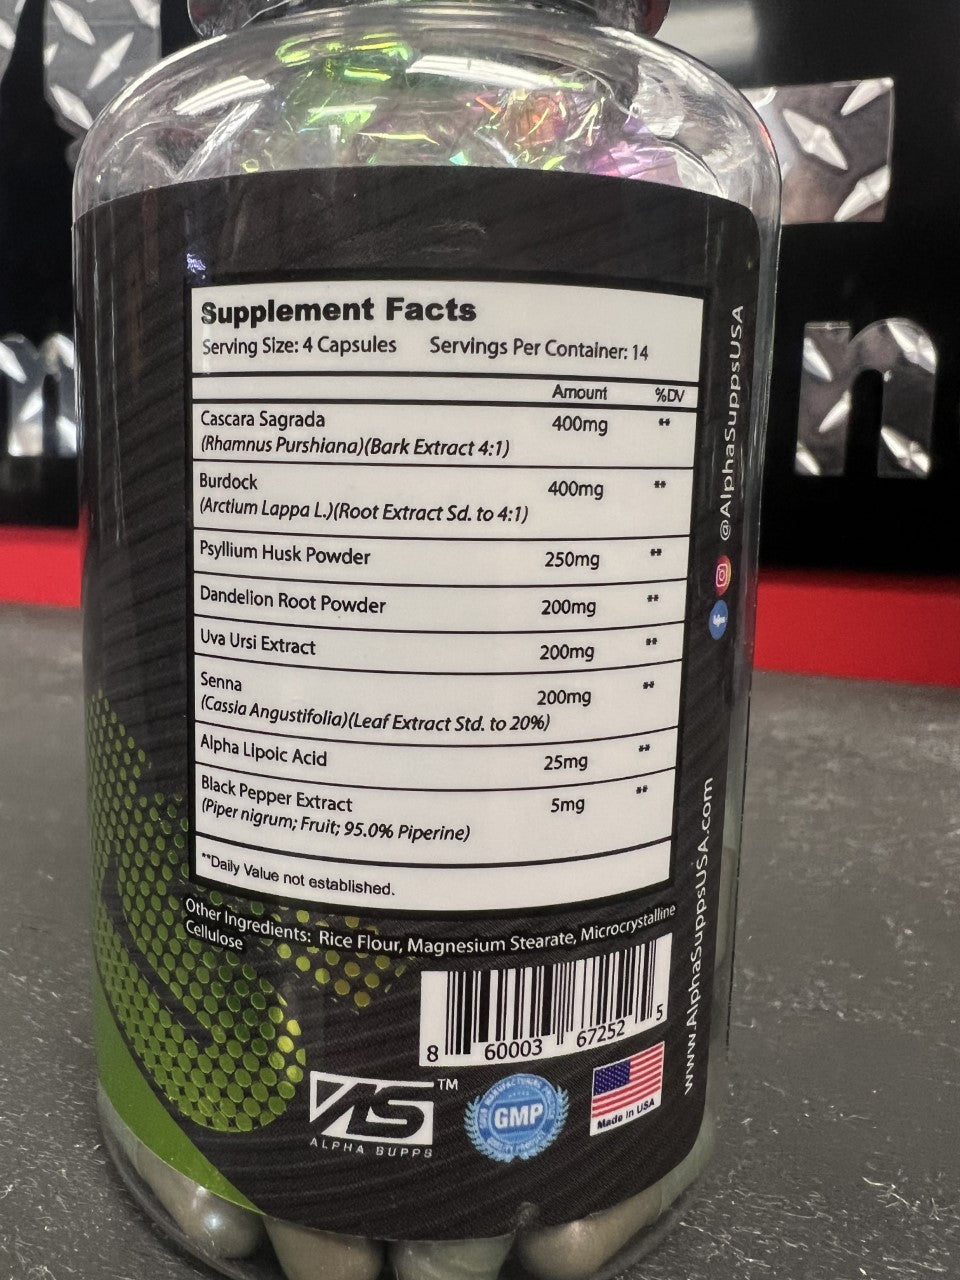 Supplement Facts
Serving Size: 4 Capsules Servings Per Container: 14
Amount %DV
Cascara Sagrada 400mg **
(Rhamnus Purshiana)(Bark Extract 4:1)
Burdock 400mg **
(Arctium Lappa L.)(Root Extract Sd. to 4:1)
Psyllium Husk Powder 250mg **
Dandelion Root Powder 200mg **
Uva Ursi Extract 200mg **
Senna 200mg **
(Cassia Angustifolia)(Leaf Extract Std. to 20%)
Alpha Lipoic Acid 25mg **
Black Pepper Extract 5mg **
(Piper nigrum; Fruit; 95.0% Piperine)
**Daily Value not established.
Other Ingredients: Rice Flour, Magnesium Stearate, Microcrystalline
Cellulose
8 60003 67252 5
AS™
ALPHA SUPPS
GMP
Made in USA
@AlphaSuppsUSA
www.AlphaSuppsUSA.com
m
n